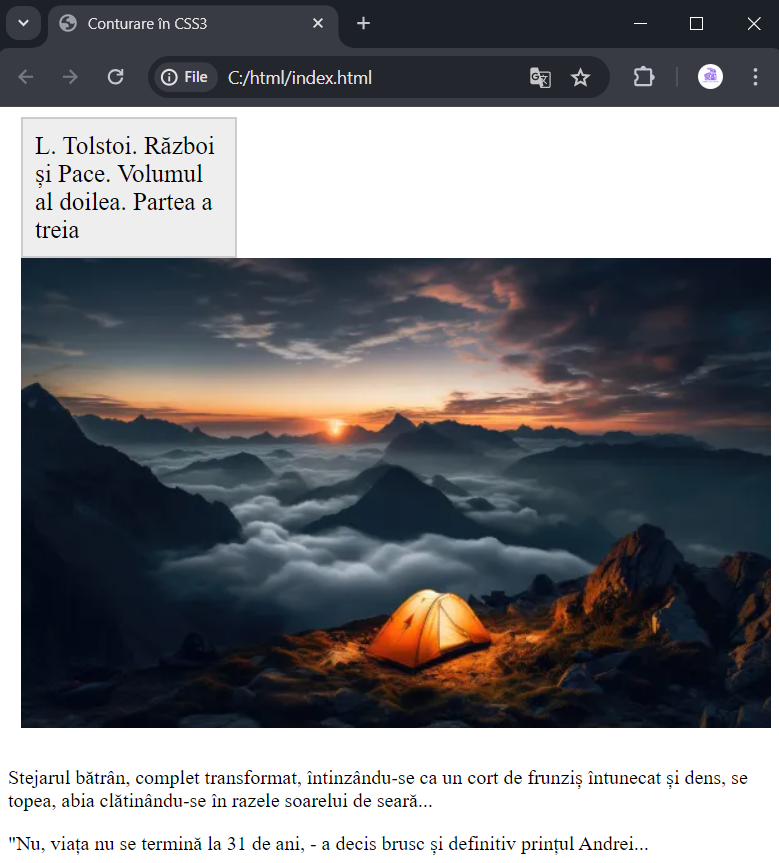 Conturare în CSS3
File
C:/html/index.html
L. Tolstoi. Război
și Pace. Volumul
al doilea. Partea a
treia
Stejarul bătrân, complet transformat, întinzându-se ca un cort de frunziș întunecat și dens, se
topea, abia clătinându-se în razele soarelui de seară...
"Nu, viața nu se termină la 31 de ani, - a decis brusc și definitiv prințul Andrei...